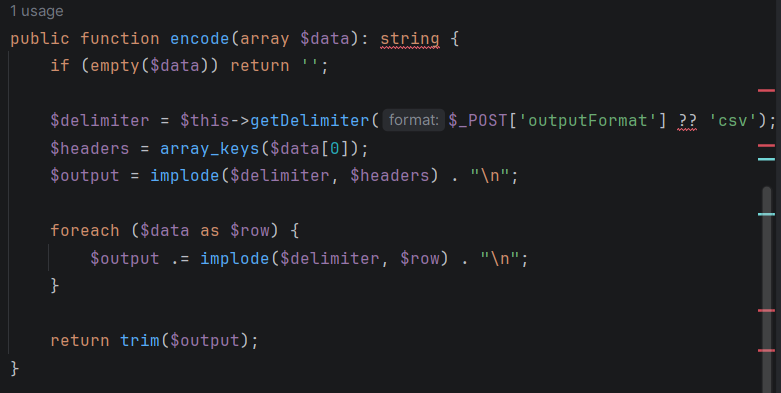 1 usage
public function encode(array $data): string {
if (empty($data)) return '';
$delimiter = $this->getDelimiter( format: $_POST['outputFormat'] ?? 'csv');
$headers = array_keys($data[0]);
$output = implode($delimiter, $headers) . "\n";
foreach ($data as $row) {
$output .= implode($delimiter, $row) . "\n";
}
return trim($output);
}